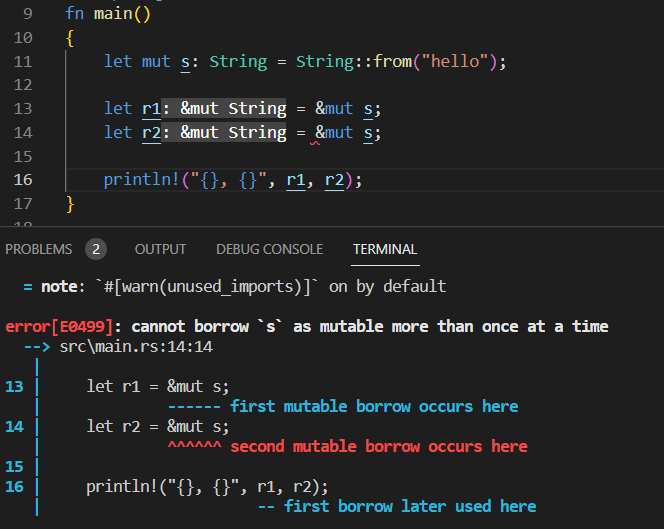 9 fn main()
10 {
11 let mut s: String = String::from("hello");
12
13 let r1: &mut String = &mut s;
14 let r2: &mut String = &mut s;
15
16 println!("{}, {}", r1, r2);
17 }
PROBLEMS 2 OUTPUT DEBUG CONSOLE TERMINAL
= note: `#[warn(unused_imports)]` on by default
error[E0499]: cannot borrow `s` as mutable more than once at a time
--> src\main.rs:14:14
|
13 | let r1 = &mut s;
| ------ first mutable borrow occurs here
14 | let r2 = &mut s;
| ^^^^^^ second mutable borrow occurs here
15 |
16 | println!("{}, {}", r1, r2);
| -- first borrow later used here